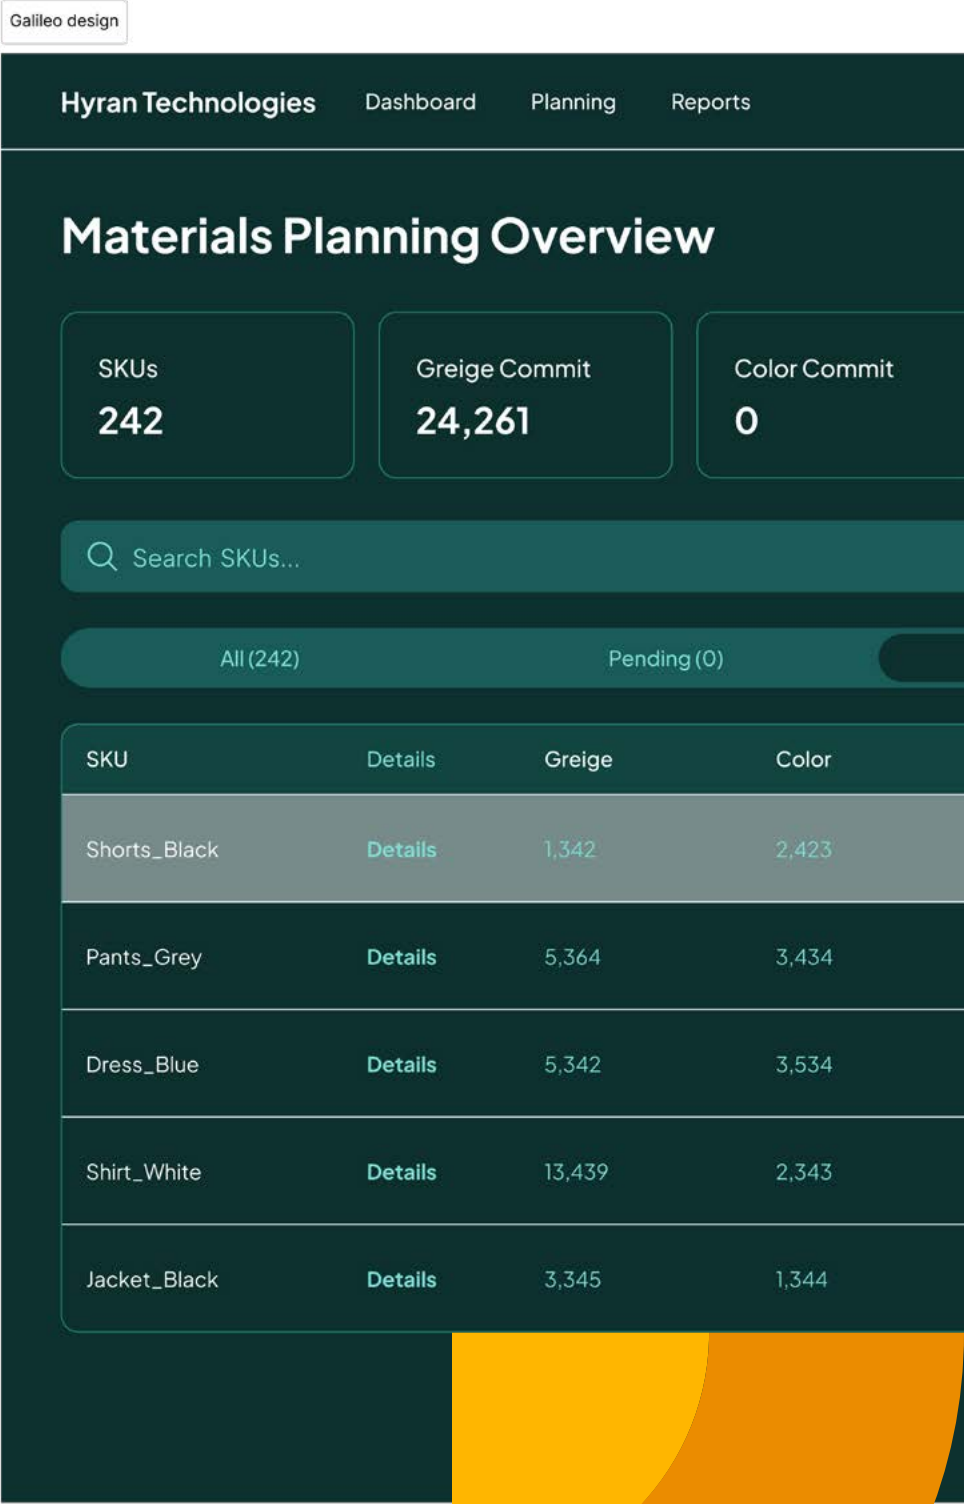 Galileo design
Hyran Technologies Dashboard Planning Reports
Materials Planning Overview
SKUs Greige Commit Color Commit
242 24,261 0
Search SKUs...
All (242) Pending (0)
SKU Details Greige Color
Shorts_Black Details 1,342 2,423
Pants_Grey Details 5,364 3,434
Dress_Blue Details 5,342 3,534
Shirt_White Details 13,439 2,343
Jacket_Black Details 3,345 1,344